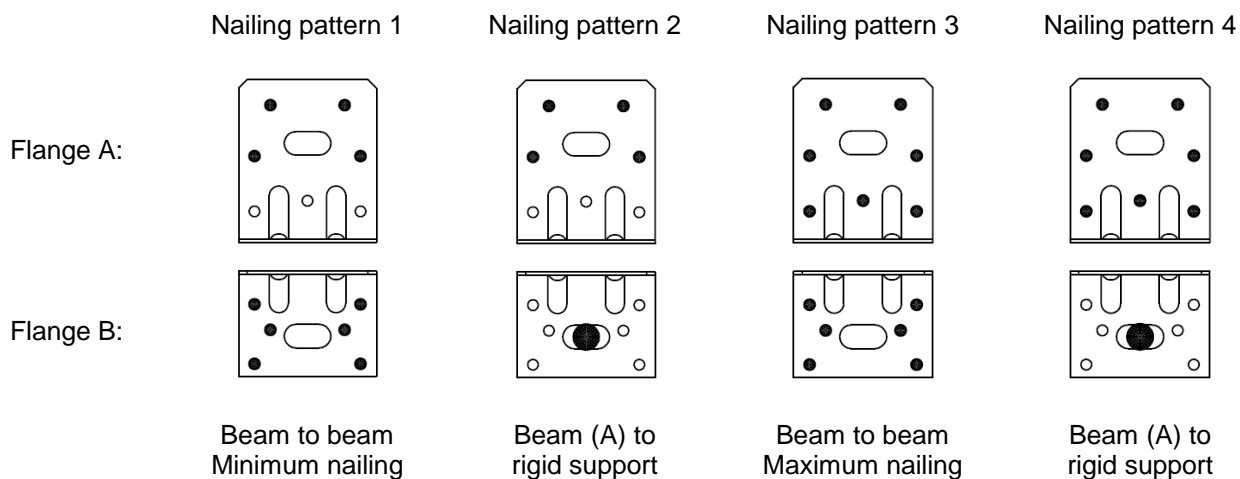 Nailing pattern 1
Nailing pattern 2
Nailing pattern 3
Nailing pattern 4
Flange A:
Flange B:
Beam to beam
Minimum nailing
Beam (A) to
rigid support
Beam to beam
Maximum nailing
Beam (A) to
rigid support